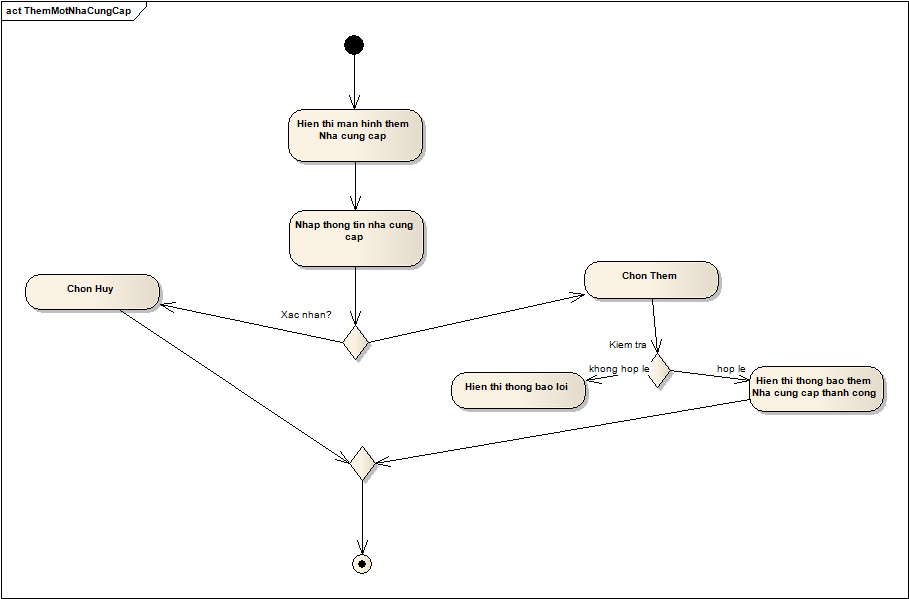 act ThemMotNhaCungCap
Hien thi man hinh them
Nha cung cap
Nhap thong tin nha cung
cap
Chon Huy
Xac nhan?
Chon Them
Kiem tra
khong hop le
hop le
Hien thi thong bao loi
Hien thi thong bao them
Nha cung cap thanh cong